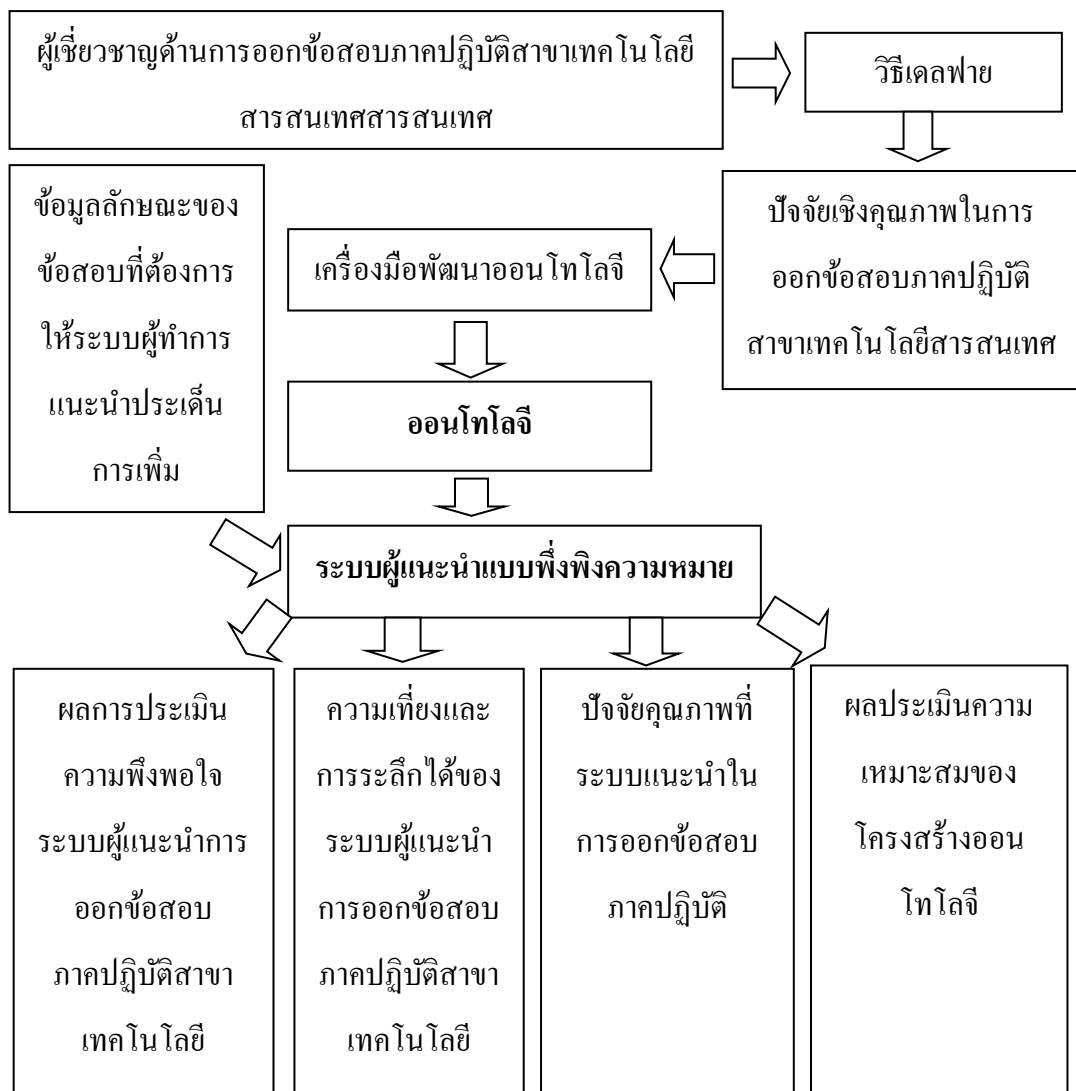 ผู้เชี่ยวชาญด้านการออกข้อสอบภาคปฏิบัติสาขาเทคโนโลยี
สารสนเทศสารสนเทศ
วิธีเดลฟาย
ข้อมูลลักษณะของ
ข้อสอบที่ต้องการ
ให้ระบบผู้ทำการ
แนะนำประเด็น
การเพิ่ม
ปัจจัยเชิงคุณภาพในการ
ออกข้อสอบภาคปฏิบัติ
สาขาเทคโนโลยีสารสนเทศ
เครื่องมือพัฒนาออนโทโลจี
ออนโทโลจี
ระบบผู้แนะนำแบบพึ่งพิงความหมาย
ผลการประเมิน
ความพึงพอใจ
ระบบผู้แนะนำการ
ออกข้อสอบ
ภาคปฏิบัติสาขา
เทคโนโลยี
ความเที่ยงและ
การระลึกได้ของ
ระบบผู้แนะนำ
การออกข้อสอบ
ภาคปฏิบัติสาขา
เทคโนโลยี
ปัจจัยคุณภาพที่
ระบบแนะนำใน
การออกข้อสอบ
ภาคปฏิบัติ
ผลประเมินความ
เหมาะสมของ
โครงสร้างออน
โทโลจี